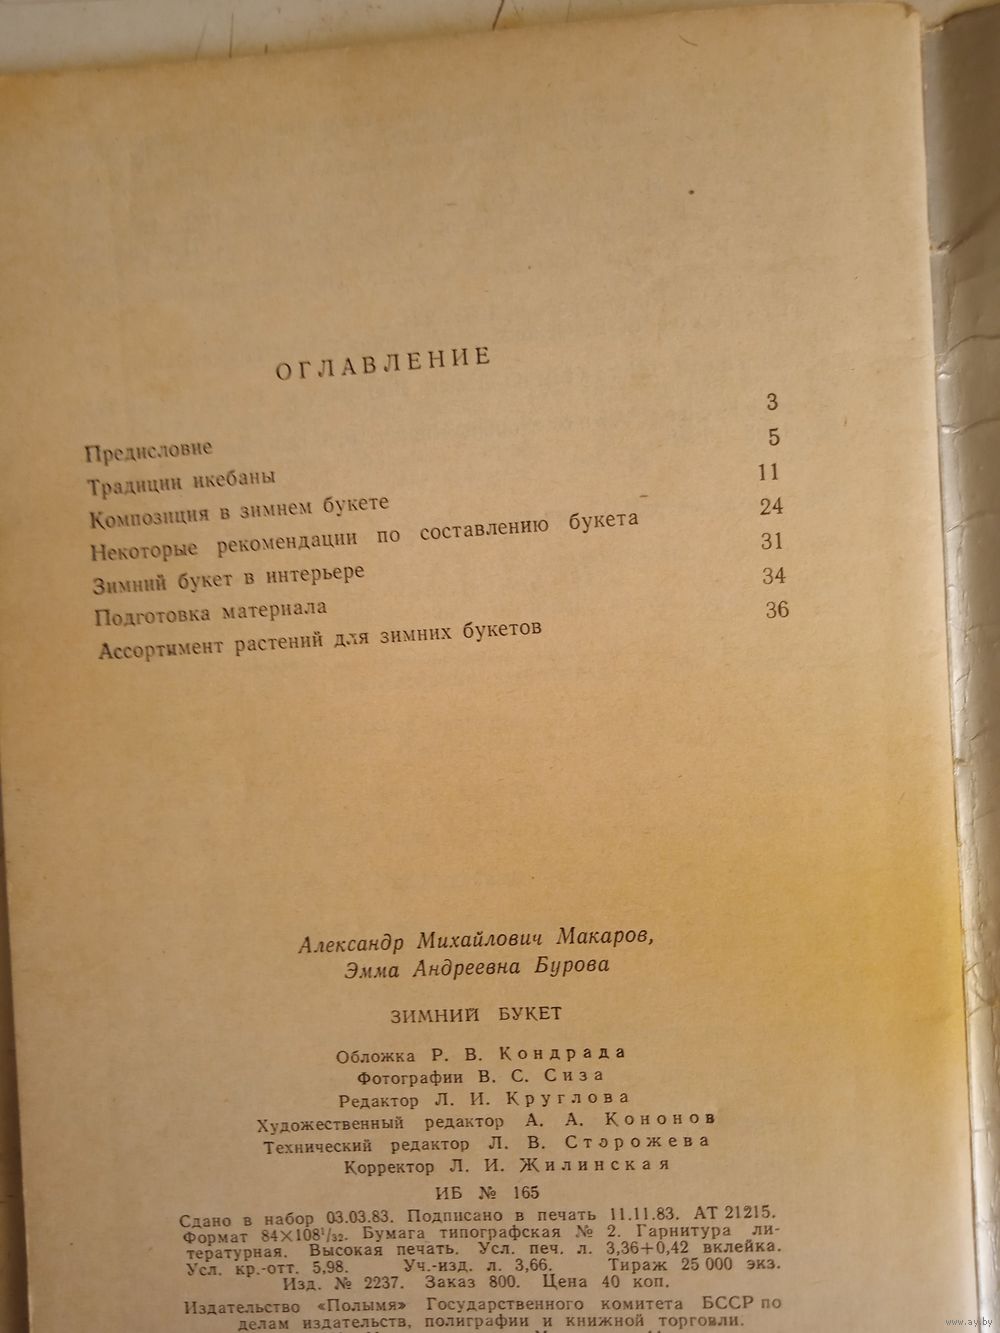 ОГЛАВЛЕНИЕ
Предисловие 3
Традиции икебаны 5
Композиция в зимнем букете 11
Некоторые рекомендации по составлению букета 24
Зимний букет в интерьере 31
Подготовка материала 34
Ассортимент растений для зимних букетов 36
Александр Михайлович Макаров,
Эмма Андреевна Бурова
ЗИМНИЙ БУКЕТ
Обложка Р. В. Кондрада
Фотографии В. С. Сиза
Редактор Л. И. Круглова
Художественный редактор А. А. Кононов
Технический редактор Л. В. Сторожева
Корректор Л. И. Жилинская
ИБ № 165
Сдано в набор 03.03.83. Подписано в печать 11.11.83. АТ 21215.
Формат 84×108¹/₃₂. Бумага типографская № 2. Гарнитура ли-
тературная. Высокая печать. Усл. печ. л. 3,36+0,42 вклейка.
Усл. кр.-отт. 5,98. Уч.-изд. л. 3,66. Тираж 25 000 экз.
Изд. № 2237. Заказ 800. Цена 40 коп.
Издательство «Полымя» Государственного комитета БССР по
делам издательств, полиграфии и книжной торговли.
www.ay.by